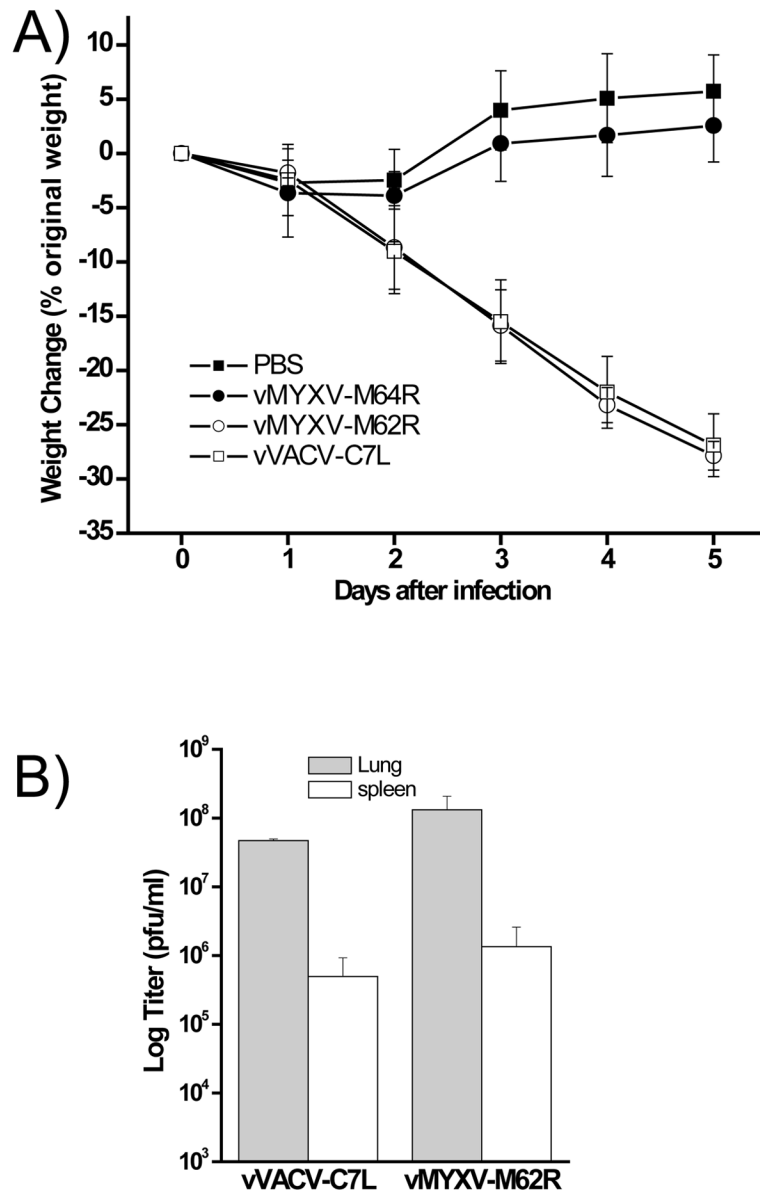 A)
Weight Change (% original weight)
10
5
0
-5
-10
-15
-20
-25
-30
-35
PBS
vMYXV-M64R
vMYXV-M62R
vVACV-C7L
0 1 2 3 4 5
Days after infection
B)
Log Titer (pfu/ml)
10⁹
10⁸
10⁷
10⁶
10⁵
10⁴
10³
Lung
spleen
vVACV-C7L vMYXV-M62R